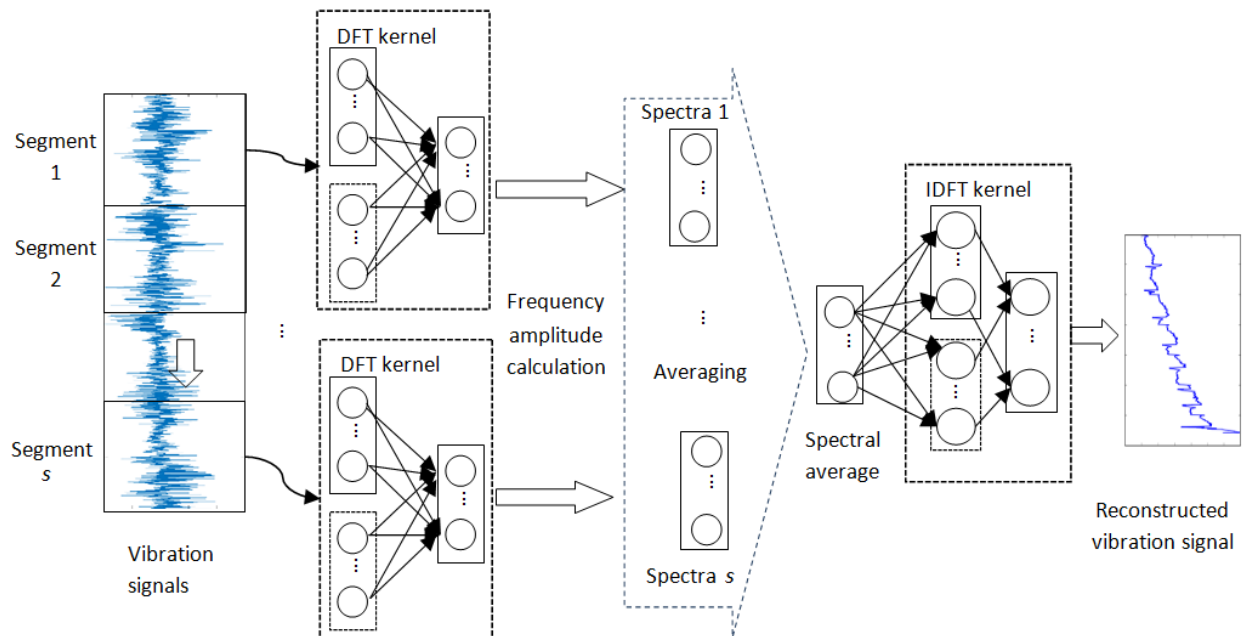 Segment
1
Segment
2
Segment
s
Vibration
signals
DFT kernel
DFT kernel
Frequency
amplitude
calculation
Spectra 1
Averaging
Spectra s
Spectral
average
IDFT kernel
Reconstructed
vibration signal